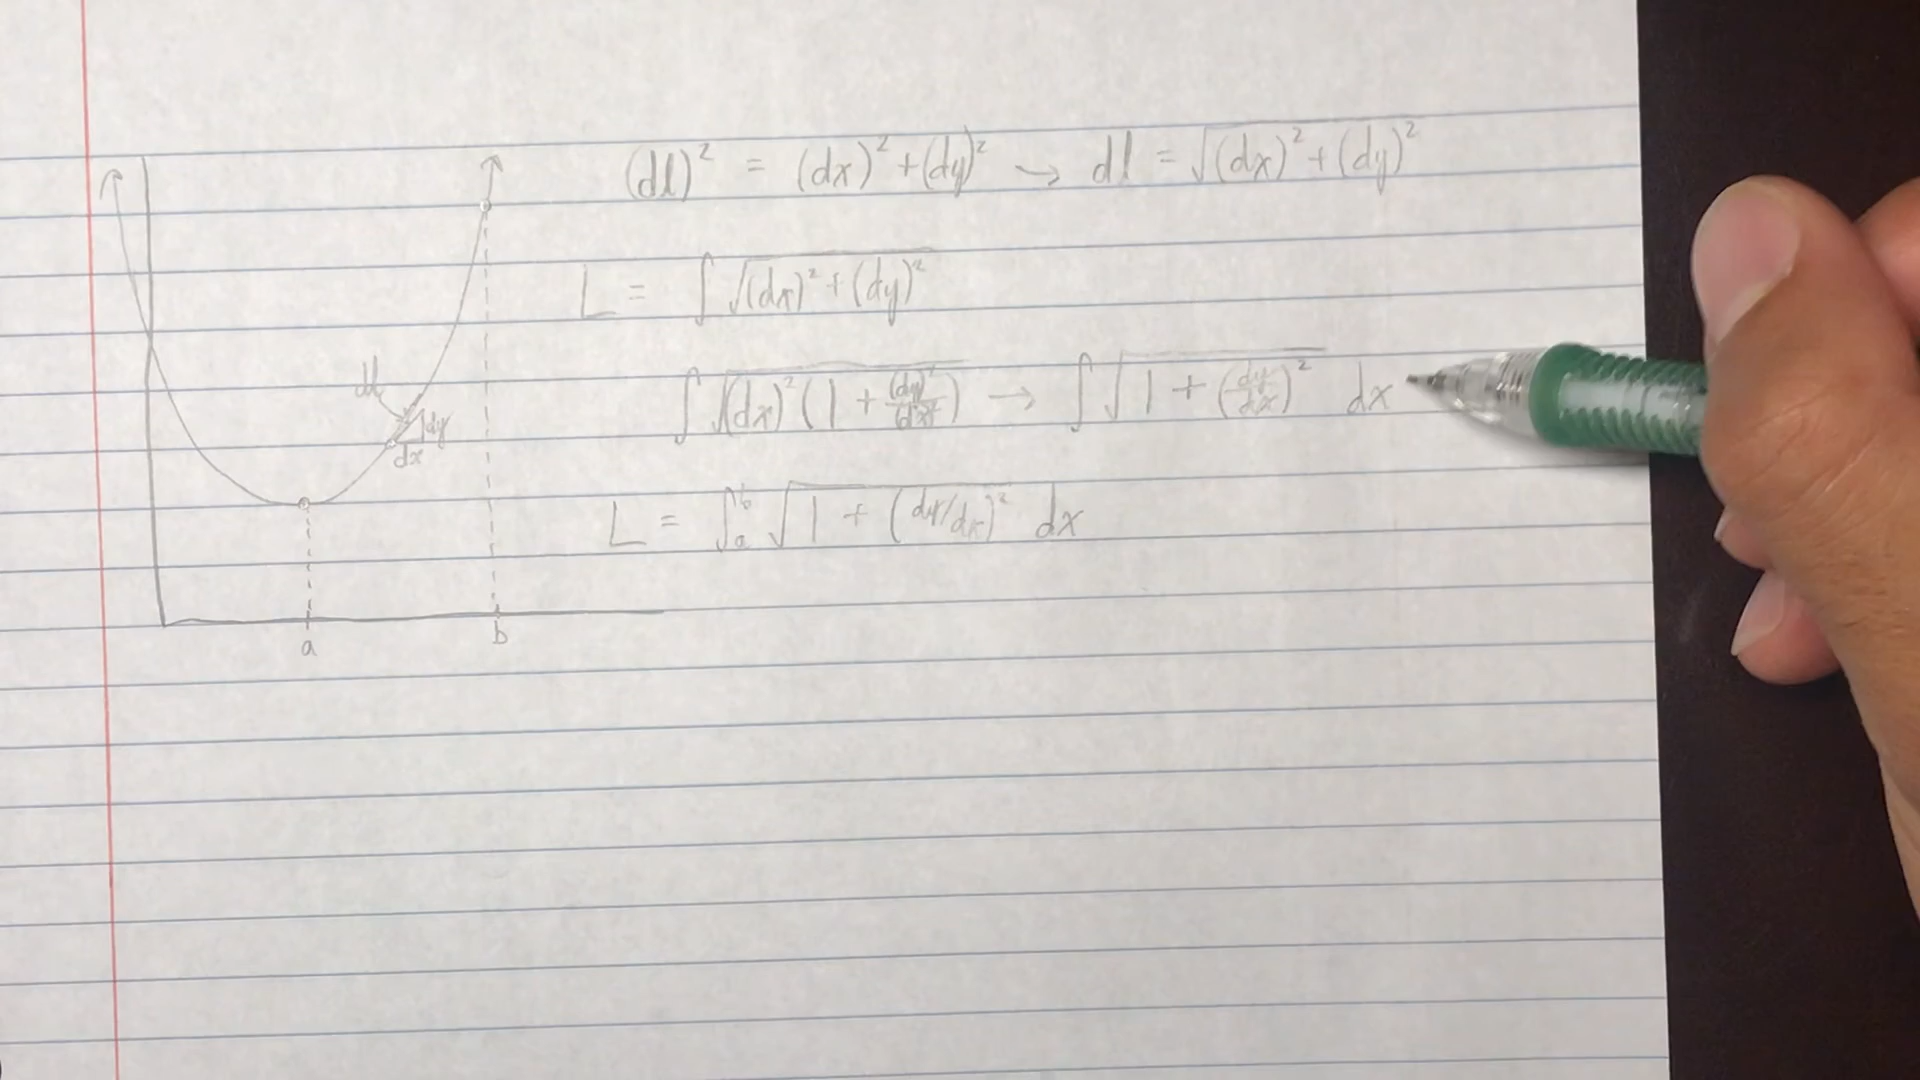 (dl)² = (dx)² + (dy)² → dl = √(dx)² + (dy)²
L = ∫ √(dx)² + (dy)²
∫ √(dx)² (1 + (dy)²/(dx)²) → ∫ √1 + (dy/dx)² dx
dl
dy
dx
L = ∫ₐᵇ √1 + (dy/dx)² dx
a b